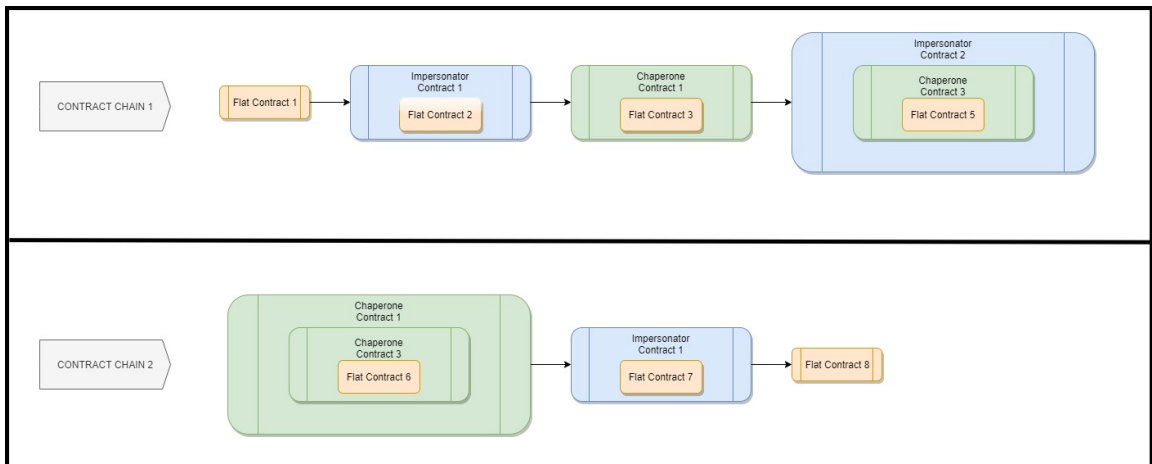 CONTRACT CHAIN 1
Flat Contract 1
Impersonator
Contract 1
Flat Contract 2
Chaperone
Contract 1
Flat Contract 3
Impersonator
Contract 2
Chaperone
Contract 3
Flat Contract 5
CONTRACT CHAIN 2
Chaperone
Contract 1
Chaperone
Contract 3
Flat Contract 6
Impersonator
Contract 1
Flat Contract 7
Flat Contract 8